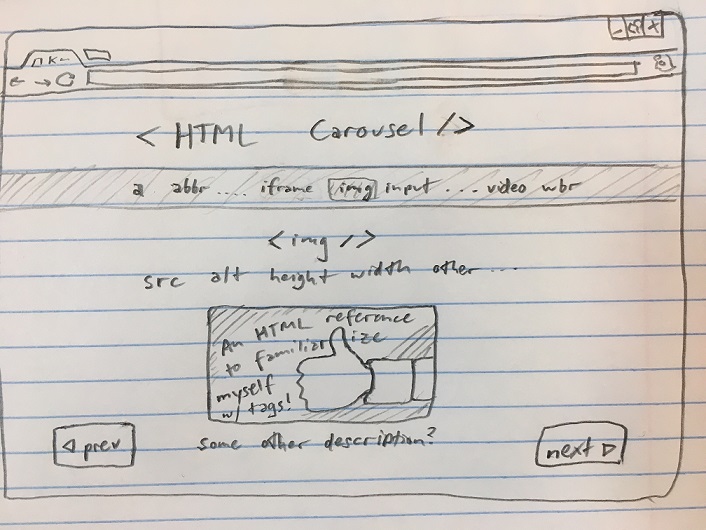 < HTML Carousel />
a abbr .... iframe img input ... video wbr
<img />
src alt height width other ...
An HTML reference
to familiarize
myself
w/ tags!
some other description?
◁ prev
next ▷